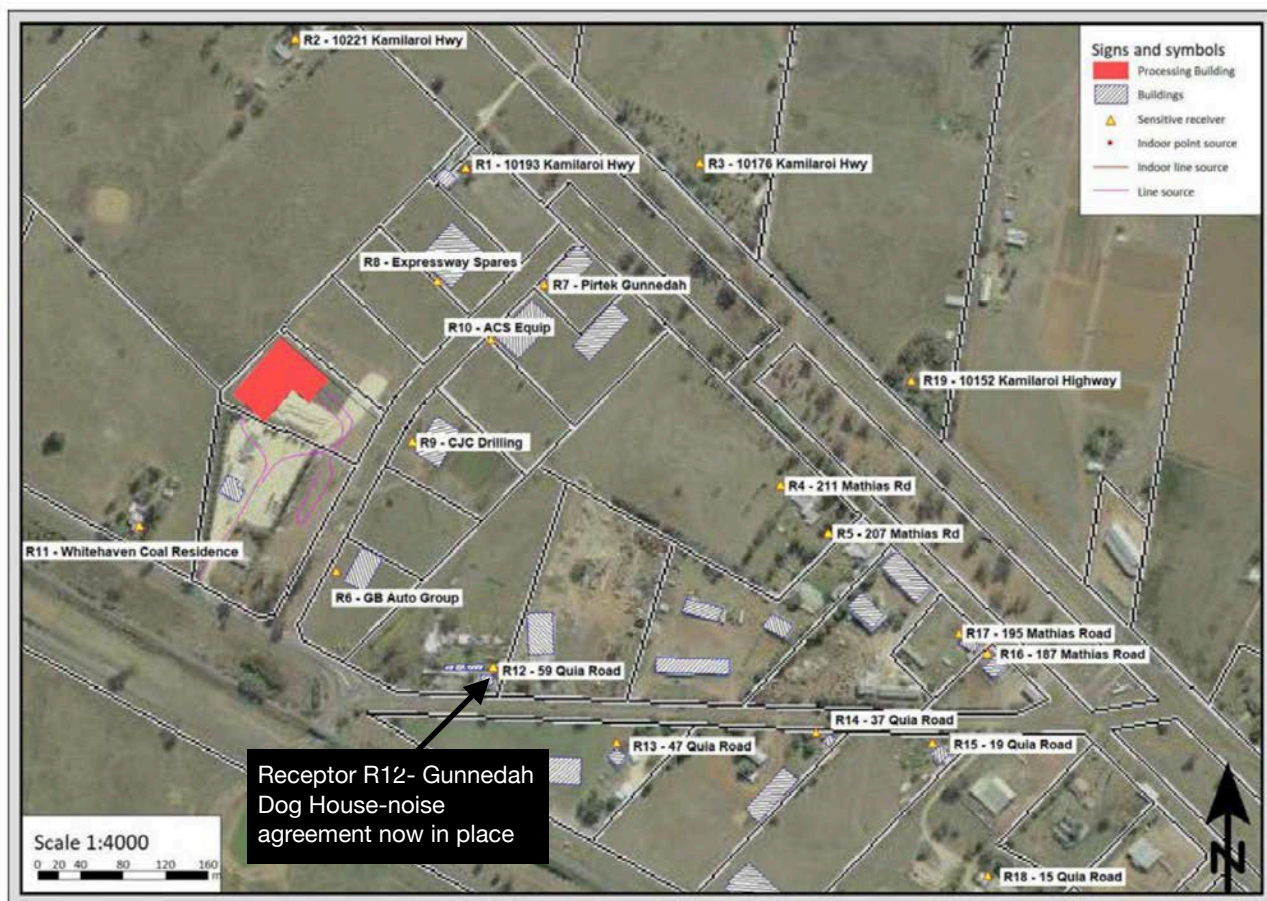 R2 - 10221 Kamilaroi Hwy
Signs and symbols
Processing Building
Buildings
Sensitive receiver
Indoor point source
Indoor line source
Line source
R1 - 10193 Kamilaroi Hwy
R3 - 10176 Kamilaroi Hwy
R8 - Expressway Spares
R7 - Pirtek Gunnedah
R10 - ACS Equip
R19 - 10152 Kamilaroi Highway
R9 - CJC Drilling
R4 - 211 Mathias Rd
R5 - 207 Mathias Rd
R11 - Whitehaven Coal Residence
R6 - GB Auto Group
R17 - 195 Mathias Road
R16 - 187 Mathias Road
R12 - 59 Quia Road
R14 - 37 Quia Road
R13 - 47 Quia Road
R15 - 19 Quia Road
Receptor R12- Gunnedah
Dog House-noise
agreement now in place
Scale 1:4000
0 20 40 80 120 160
m
N
R18 - 15 Quia Road